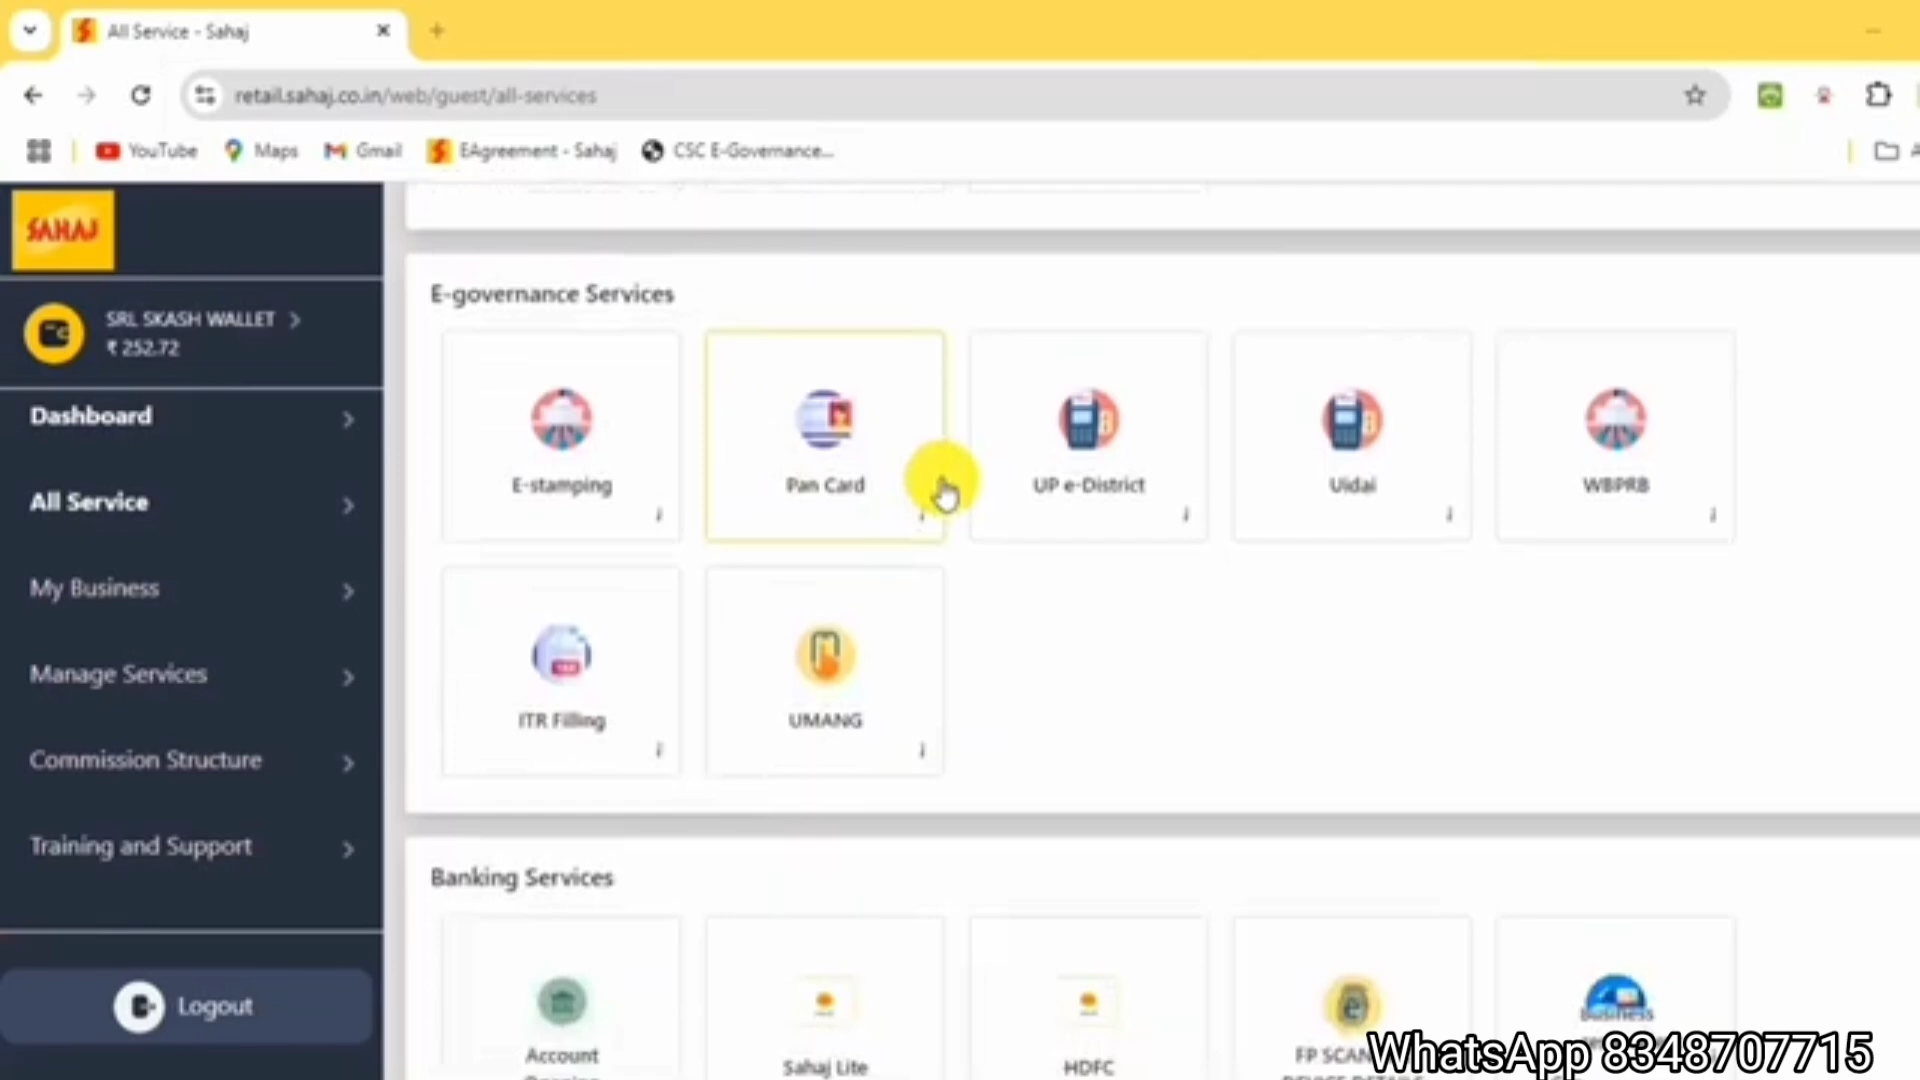 All Service - Sahaj
retail.sahaj.co.in/web/guest/all-services
YouTube
Maps
Gmail
EAgreement - Sahaj
CSC E-Governance...
SAHAJ
SRL SKASH WALLET
₹ 252.72
Dashboard
All Service
My Business
Manage Services
Commission Structure
Training and Support
Logout
E-governance Services
E-stamping
Pan Card
UP e-District
Uidai
WBPRB
ITR Filling
UMANG
Banking Services
Account
Sahaj Lite
HDFC
FP SCAN
Business
WhatsApp 8348707715